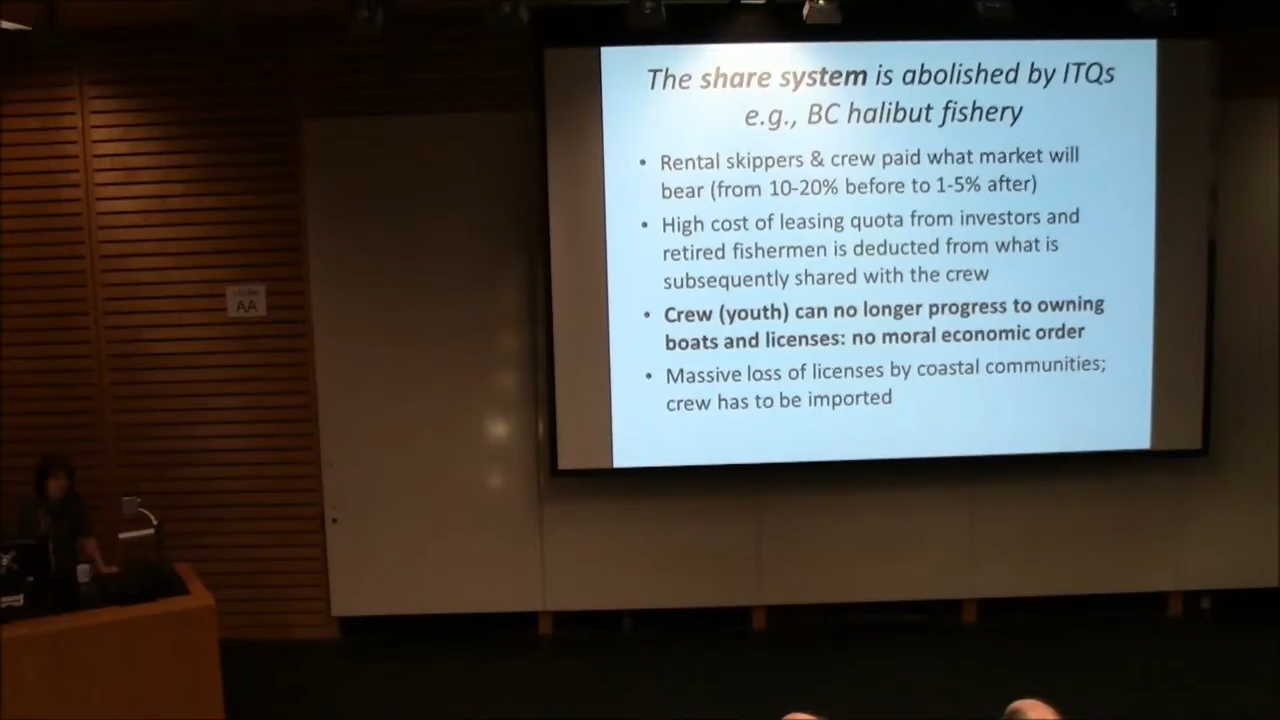 The share system is abolished by ITQs
e.g., BC halibut fishery
• Rental skippers & crew paid what market will
bear (from 10-20% before to 1-5% after)
• High cost of leasing quota from investors and
retired fishermen is deducted from what is
subsequently shared with the crew
• Crew (youth) can no longer progress to owning
boats and licenses: no moral economic order
• Massive loss of licenses by coastal communities;
crew has to be imported
AA